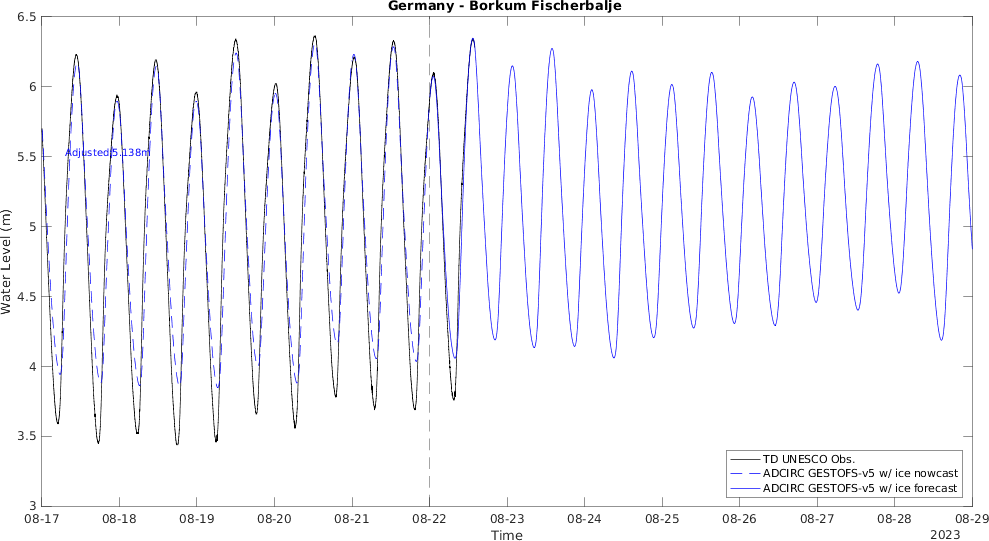 Germany - Borkum Fischerbalje
6.5
6
5.5
5
4.5
4
3.5
3
Water Level (m)
Adjusted 5.138m
TD UNESCO Obs.
ADCIRC GESTOFS-v5 w/ ice nowcast
ADCIRC GESTOFS-v5 w/ ice forecast
08-17 08-18 08-19 08-20 08-21 08-22 08-23 08-24 08-25 08-26 08-27 08-28 08-29
Time
2023